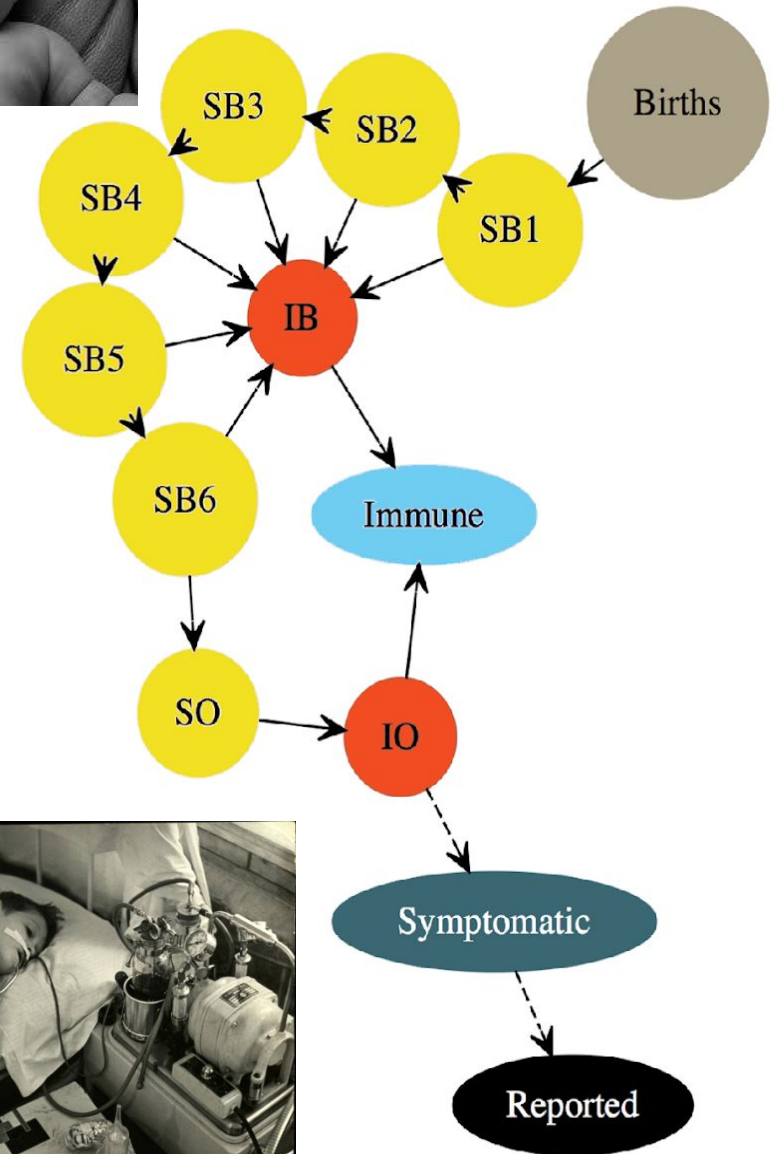 Births
SB3
SB2
SB4
SB1
IB
SB5
SB6
Immune
SO
IO
Symptomatic
Reported